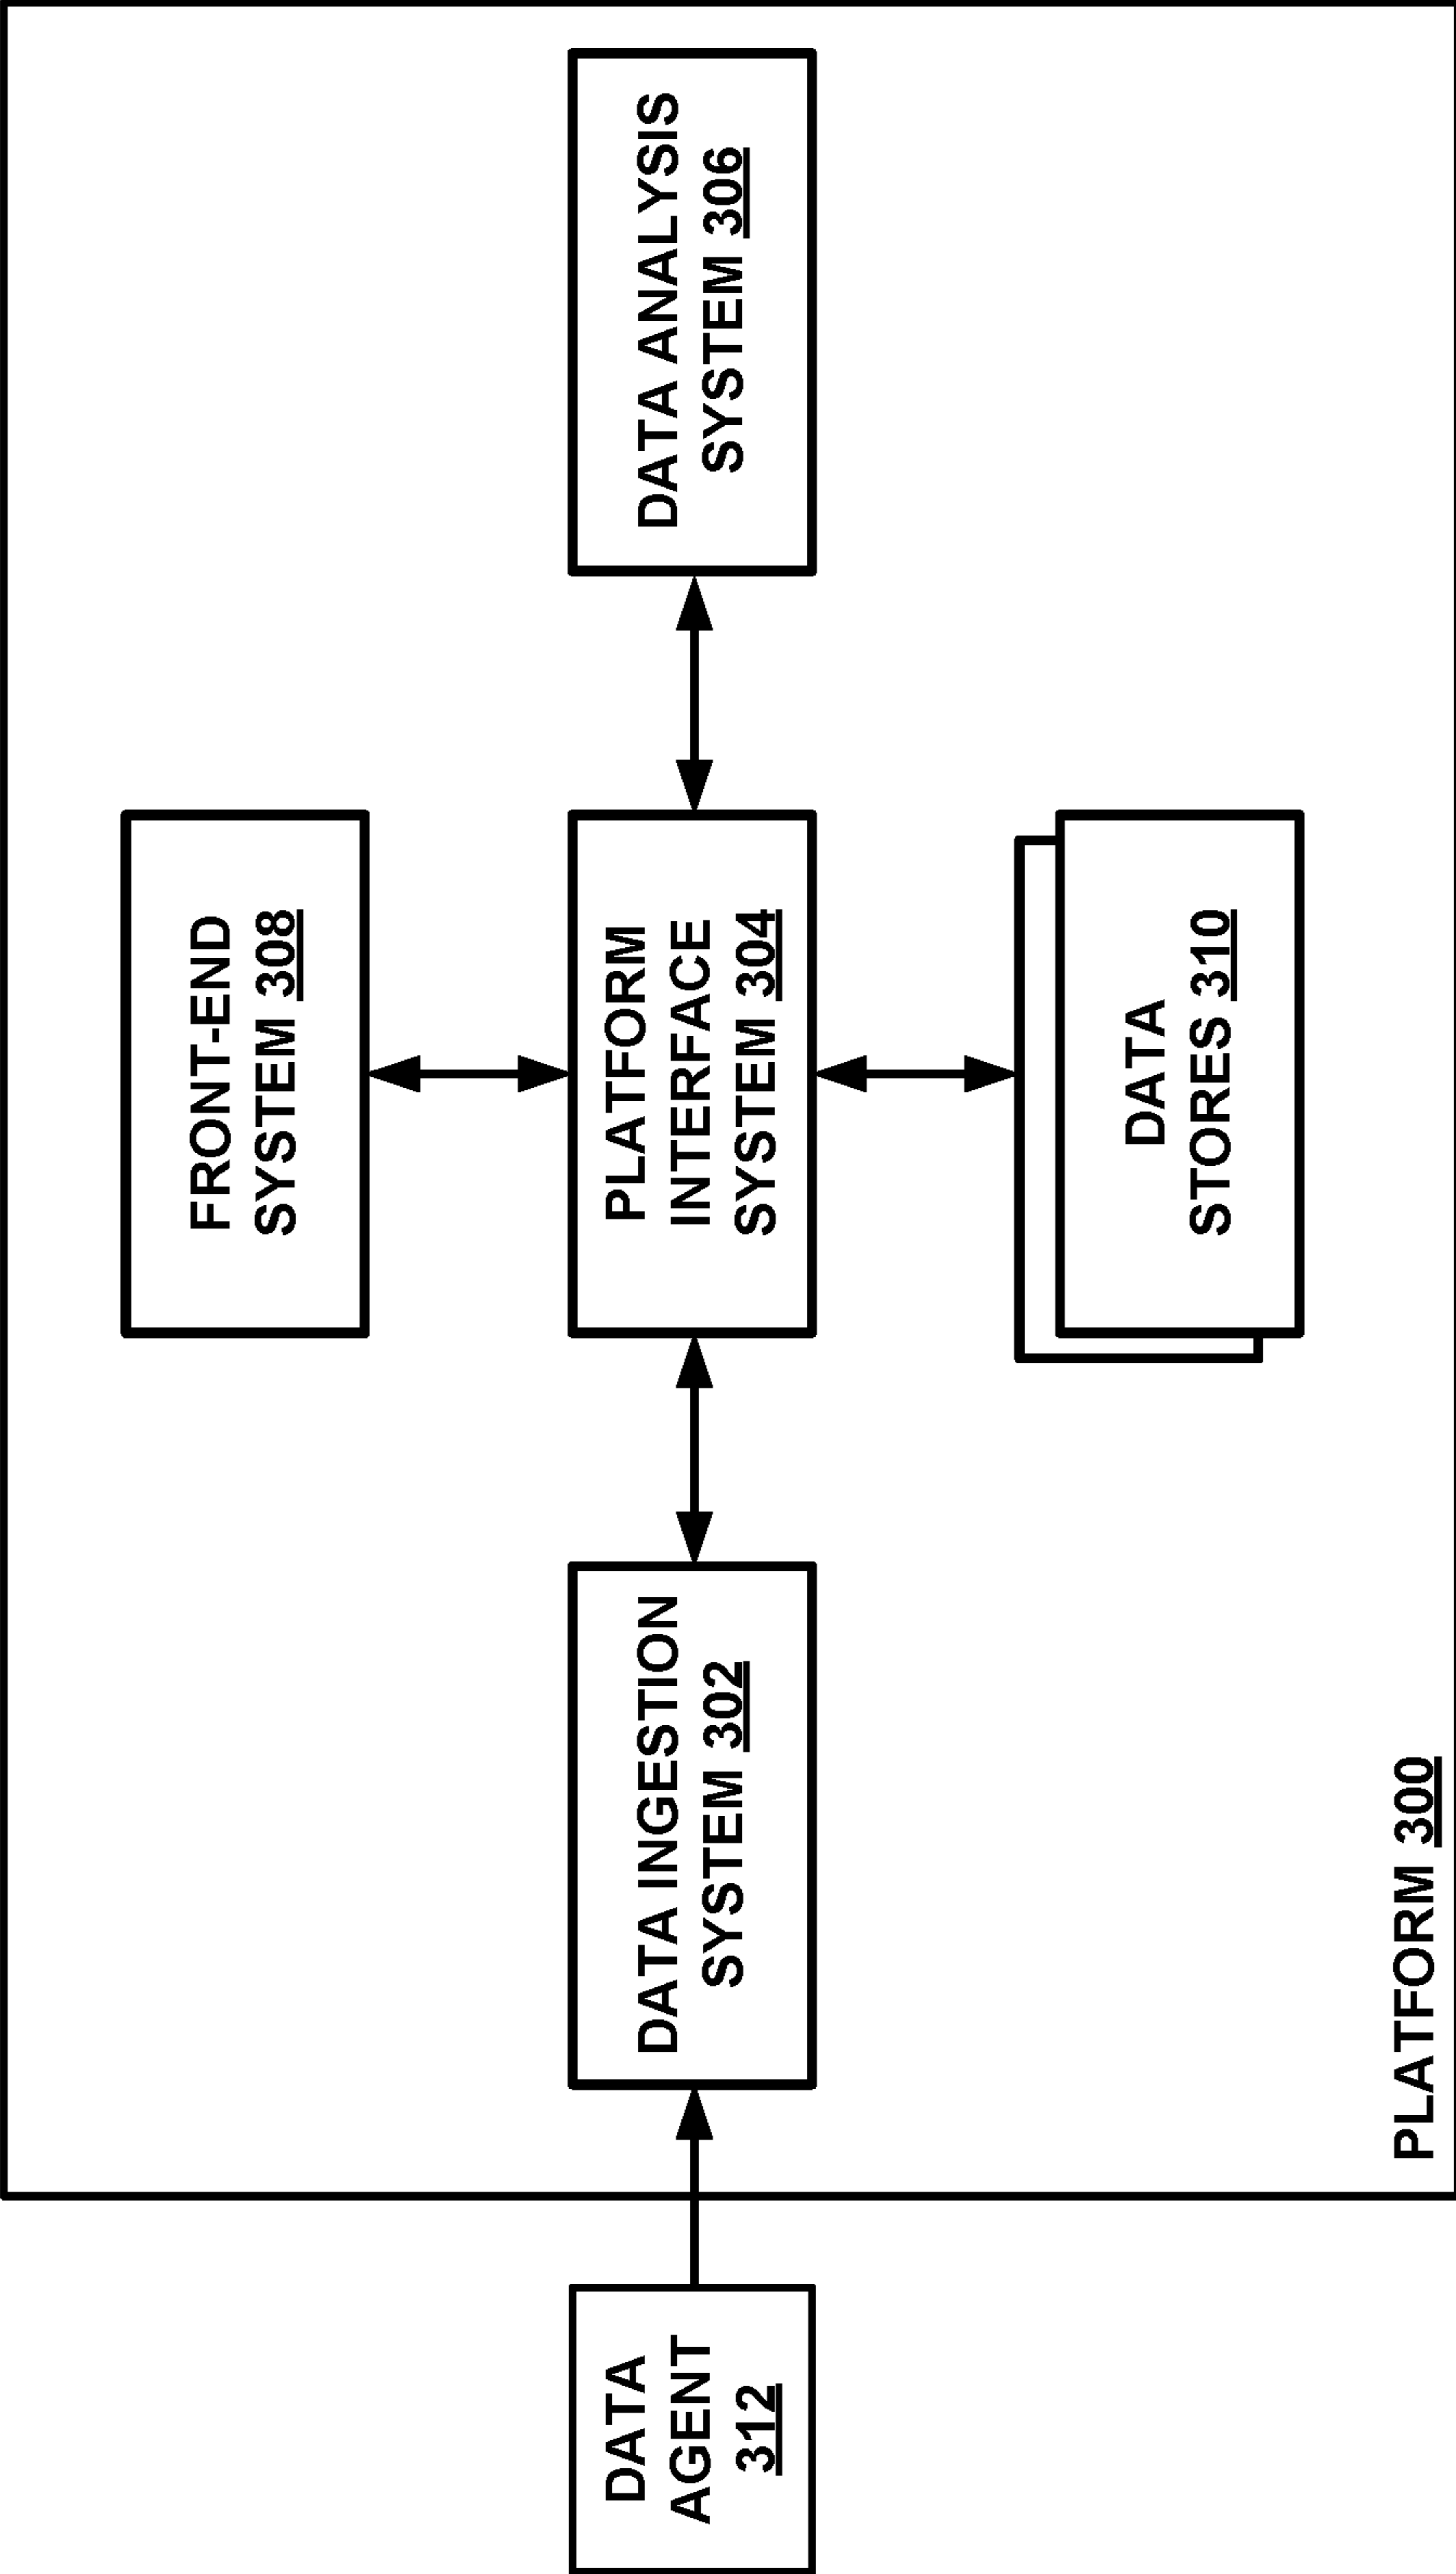 FRONT-END
SYSTEM 308
DATA
AGENT
312
DATA INGESTION
SYSTEM 302
PLATFORM
INTERFACE
SYSTEM 304
DATA ANALYSIS
SYSTEM 306
DATA
STORES 310
PLATFORM 300